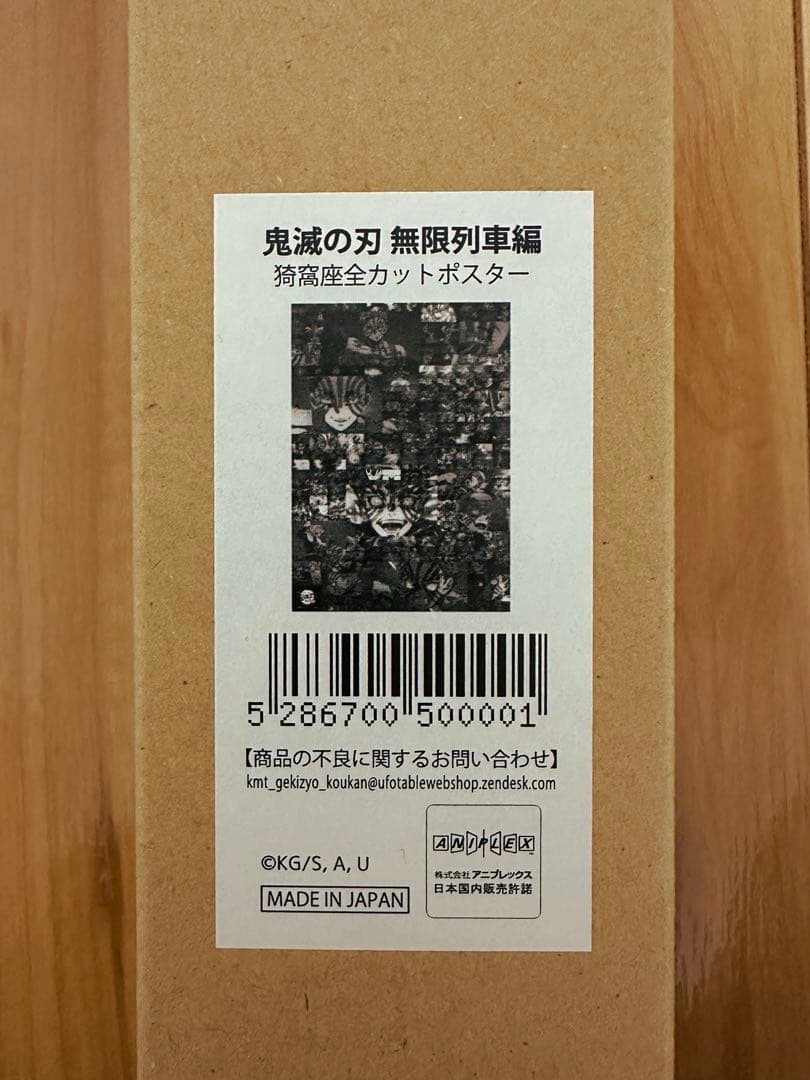 鬼滅の刃 無限列車編
猗窩座全カットポスター
5 286700 500001
【商品の不良に関するお問い合わせ】
kmt_gekizyo_koukan@ufotablewebshop.zendesk.com
©KG/S, A, U
MADE IN JAPAN
ANIPLEX™
株式会社 アニプレックス
日本国内販売許諾